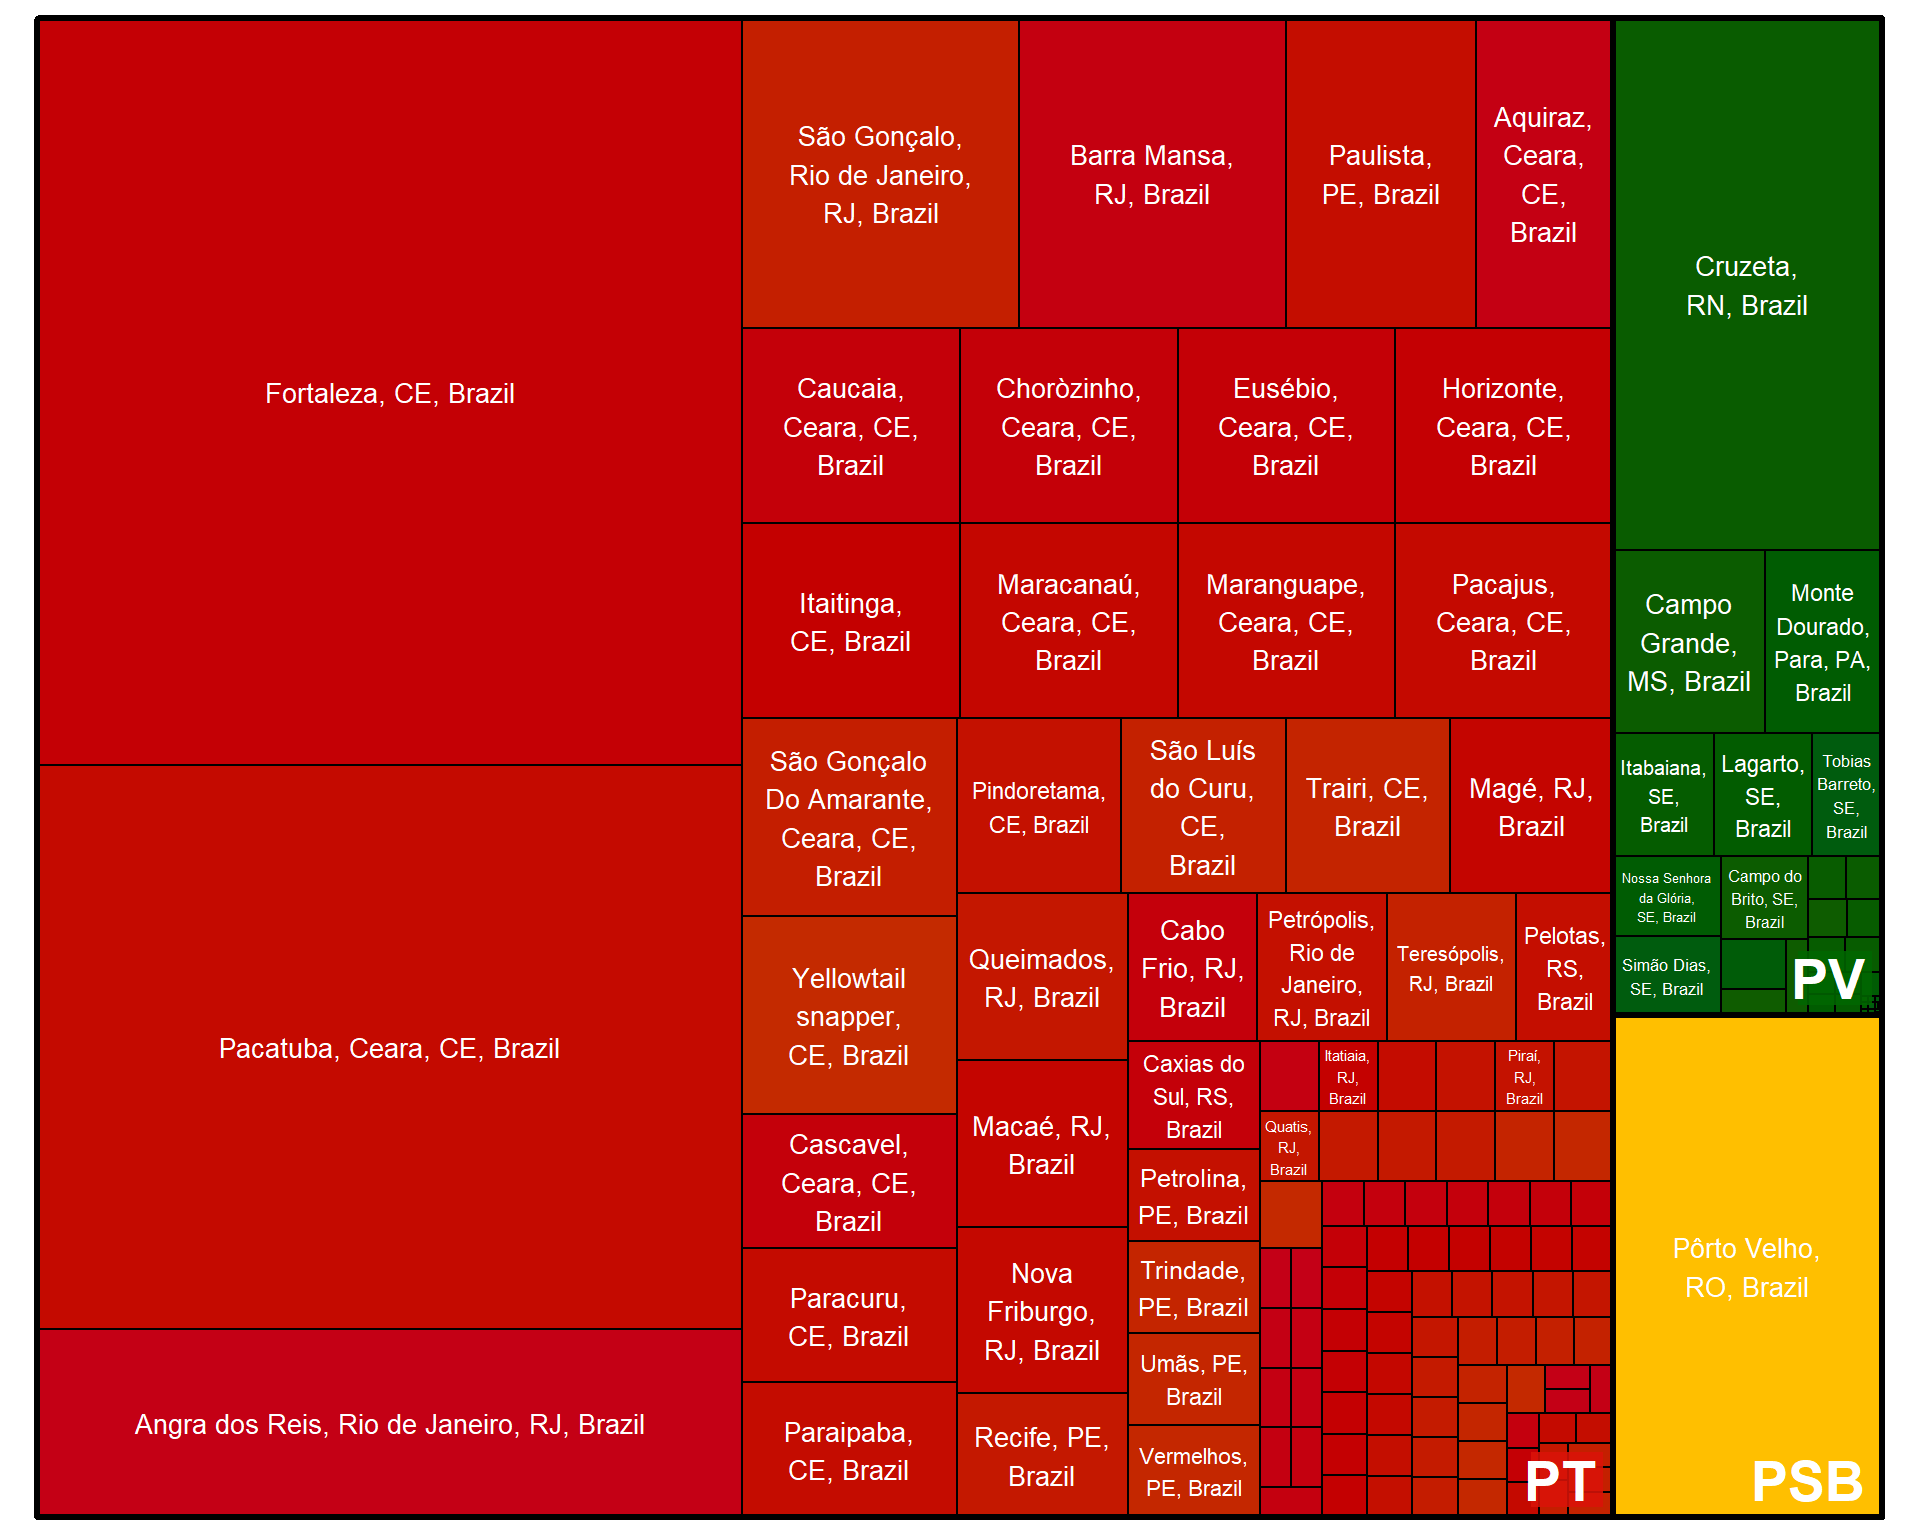 Fortaleza, CE, Brazil
Pacatuba, Ceara, CE, Brazil
Angra dos Reis, Rio de Janeiro, RJ, Brazil
São Gonçalo,
Rio de Janeiro,
RJ, Brazil
Barra Mansa,
RJ, Brazil
Paulista,
PE, Brazil
Aquiraz,
Ceara,
CE,
Brazil
Caucaia,
Ceara, CE,
Brazil
Choròzinho,
Ceara, CE,
Brazil
Eusébio,
Ceara, CE,
Brazil
Horizonte,
Ceara, CE,
Brazil
Itaitinga,
CE, Brazil
Maracanaú,
Ceara, CE,
Brazil
Maranguape,
Ceara, CE,
Brazil
Pacajus,
Ceara, CE,
Brazil
São Gonçalo
Do Amarante,
Ceara, CE,
Brazil
Yellowtail
snapper,
CE, Brazil
Cascavel,
Ceara, CE,
Brazil
Paracuru,
CE, Brazil
Paraipaba,
CE, Brazil
Pindoretama,
CE, Brazil
São Luís
do Curu,
CE,
Brazil
Trairi, CE,
Brazil
Magé, RJ,
Brazil
Queimados,
RJ, Brazil
Macaé, RJ,
Brazil
Nova
Friburgo,
RJ, Brazil
Recife, PE,
Brazil
Cabo
Frio, RJ,
Brazil
Petrópolis,
Rio de
Janeiro,
RJ, Brazil
Teresópolis,
RJ, Brazil
Pelotas,
RS,
Brazil
Caxias do
Sul, RS,
Brazil
Petrolina,
PE, Brazil
Trindade,
PE, Brazil
Umãs, PE,
Brazil
Vermelhos,
PE, Brazil
Itatiaia,
RJ,
Brazil
Piraí,
RJ,
Brazil
Quatis,
RJ,
Brazil
PT
Cruzeta,
RN, Brazil
Campo
Grande,
MS, Brazil
Monte
Dourado,
Para, PA,
Brazil
Itabaiana,
SE,
Brazil
Lagarto,
SE,
Brazil
Tobias
Barreto,
SE,
Brazil
Nossa Senhora
da Glória,
SE, Brazil
Campo do
Brito, SE,
Brazil
Simão Dias,
SE, Brazil
PV
Pôrto Velho,
RO, Brazil
PSB